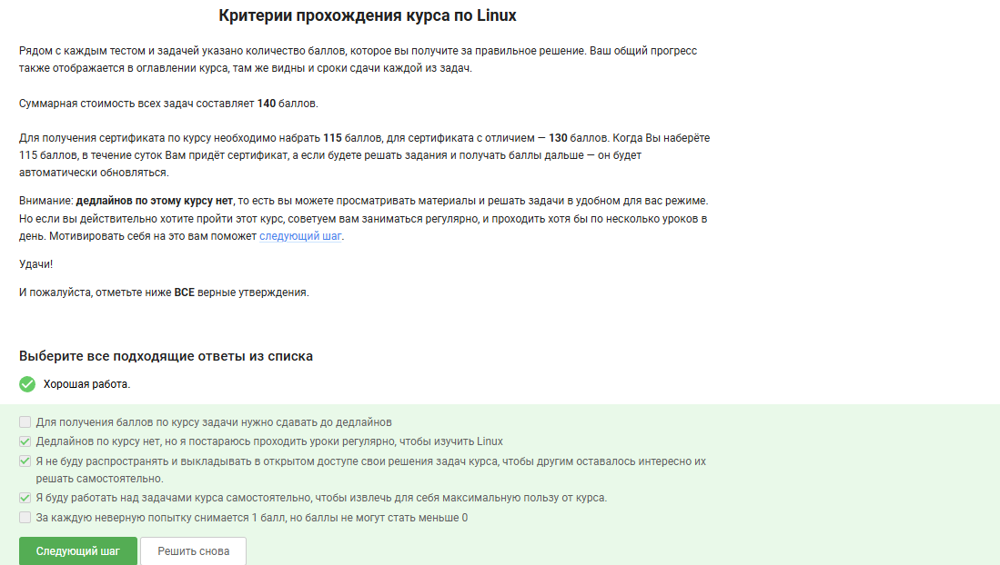 Критерии прохождения курса по Linux
Рядом с каждым тестом и задачей указано количество баллов, которое вы получите за правильное решение. Ваш общий прогресс
также отображается в оглавлении курса, там же видны и сроки сдачи каждой из задач.
Суммарная стоимость всех задач составляет 140 баллов.
Для получения сертификата по курсу необходимо набрать 115 баллов, для сертификата с отличием — 130 баллов. Когда Вы наберёте
115 баллов, в течение суток Вам придёт сертификат, а если будете решать задания и получать баллы дальше — он будет
автоматически обновляться.
Внимание: дедлайнов по этому курсу нет, то есть вы можете просматривать материалы и решать задачи в удобном для вас режиме.
Но если вы действительно хотите пройти этот курс, советуем вам заниматься регулярно, и проходить хотя бы по несколько уроков в
день. Мотивировать себя на это вам поможет следующий шаг.
Удачи!
И пожалуйста, отметьте ниже ВСЕ верные утверждения.
Выберите все подходящие ответы из списка
Хорошая работа.
Для получения баллов по курсу задачи нужно сдавать до дедлайнов
Дедлайнов по курсу нет, но я постараюсь проходить уроки регулярно, чтобы изучить Linux
Я не буду распространять и выкладывать в открытом доступе свои решения задач курса, чтобы другим оставалось интересно их
решать самостоятельно.
Я буду работать над задачами курса самостоятельно, чтобы извлечь для себя максимальную пользу от курса.
За каждую неверную попытку снимается 1 балл, но баллы не могут стать меньше 0
Следующий шаг
Решить снова